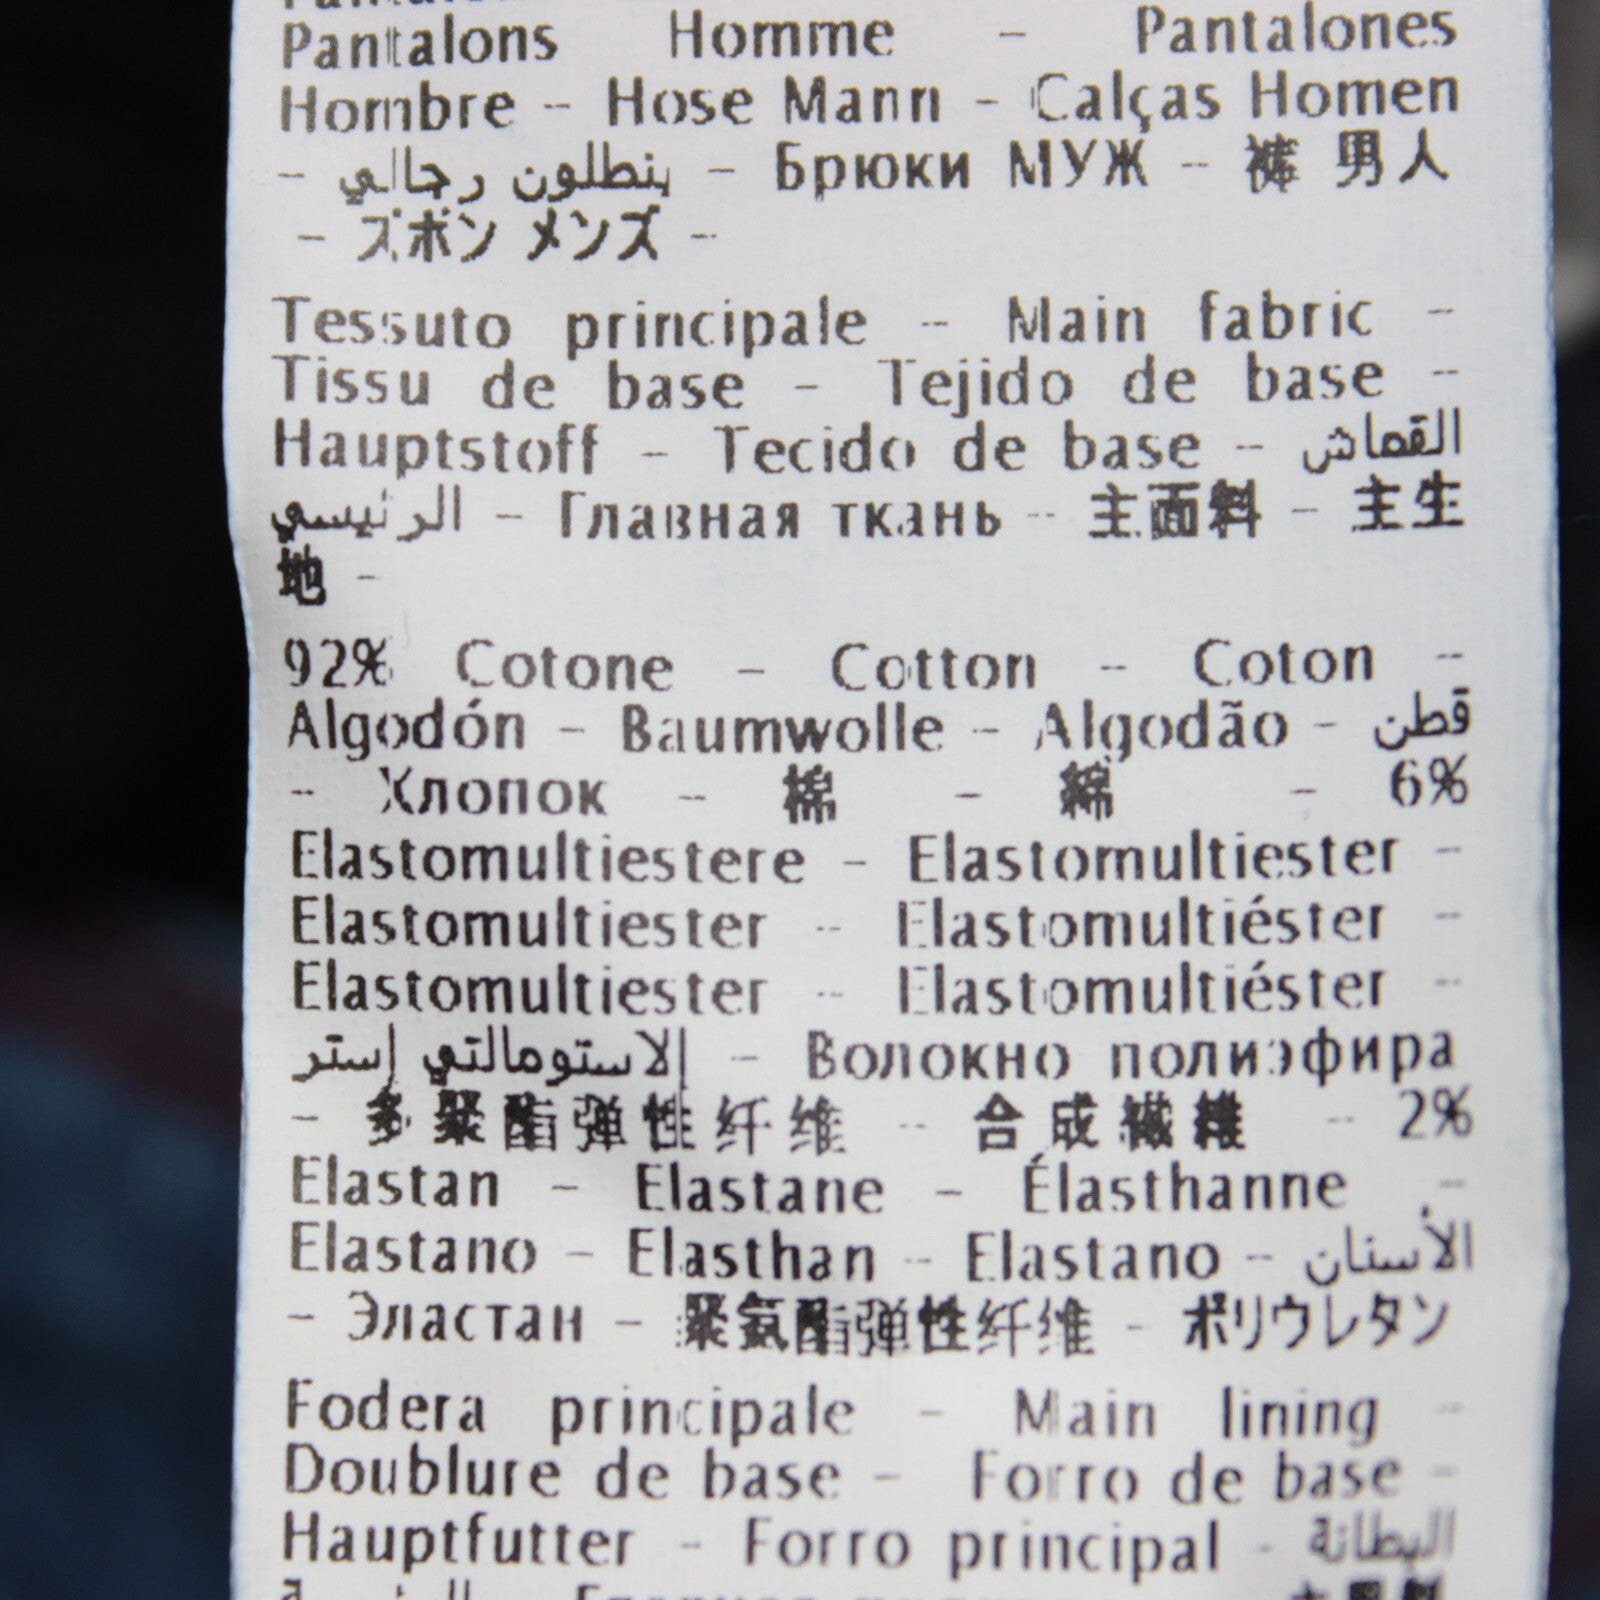 Pantalons Homme - Pantalones
Hombre - Hose Mann - Calças Homen
- بنطلون رجالي - Брюки МУЖ - 裤 男人
- ズボン メンズ -
Tessuto principale - Main fabric -
Tissu de base - Tejido de base -
Hauptstoff - Tecido de base - القماش
الرئيسي - Главная ткань - 主面料 - 主生
地 -
92% Cotone - Cotton - Coton -
Algodón - Baumwolle - Algodão - قطن
- Хлопок - 棉 - 綿 - 6%
Elastomultiestere - Elastomultiester -
Elastomultiester - Elastomultiéster -
Elastomultiester - Elastomultiéster -
الاستومالتي إستر - Волокно полиэфира
- 多聚酯弹性纤维 - 合成繊維 - 2%
Elastan - Elastane - Élasthanne -
Elastano - Elasthan - Elastano - الأسنان
- Эластан - 聚氨酯弹性纤维 - ポリウレタン
Fodera principale - Main lining -
Doublure de base - Forro de base -
Hauptfutter - Forro principal - البطانة